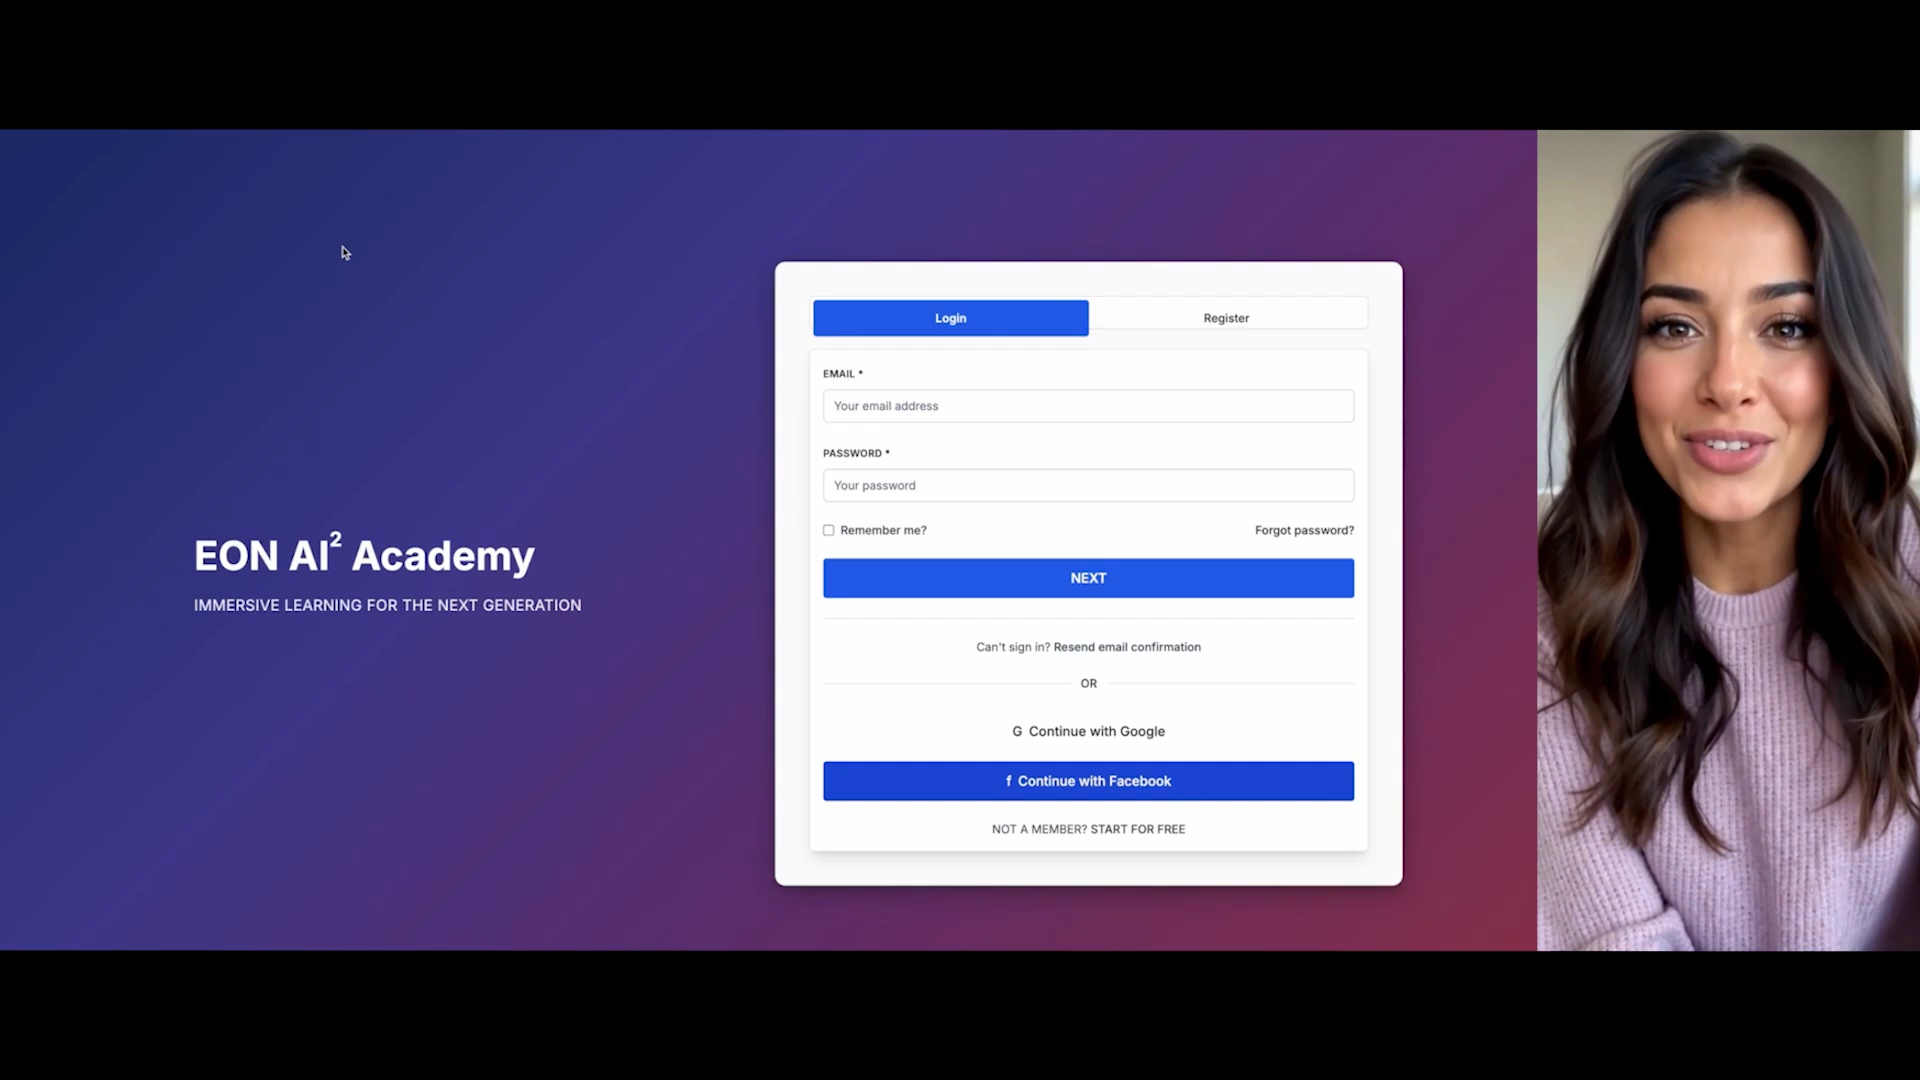 EON AI² Academy
IMMERSIVE LEARNING FOR THE NEXT GENERATION
Login
Register
EMAIL *
Your email address
PASSWORD *
Your password
Remember me?
Forgot password?
NEXT
Can't sign in? Resend email confirmation
OR
G Continue with Google
f Continue with Facebook
NOT A MEMBER? START FOR FREE